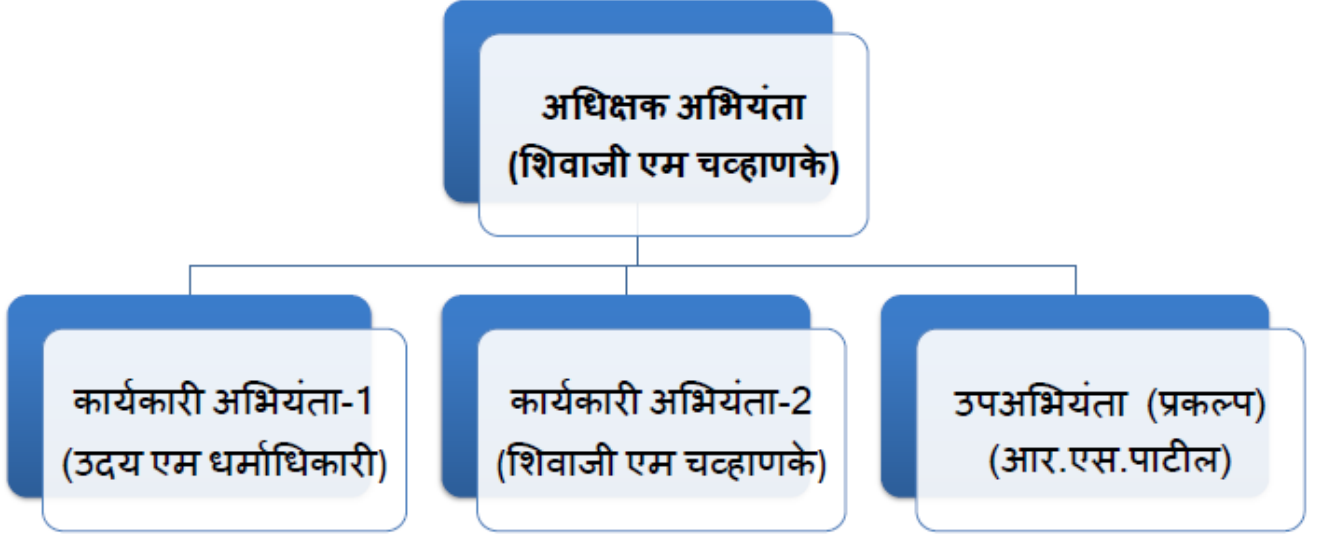 अधिक्षक अभियंता
(शिवाजी एम चव्हाणके)
कार्यकारी अभियंता-1
(उदय एम धर्माधिकारी)
कार्यकारी अभियंता-2
(शिवाजी एम चव्हाणके)
उपअभियंता (प्रकल्प)
(आर.एस.पाटील)